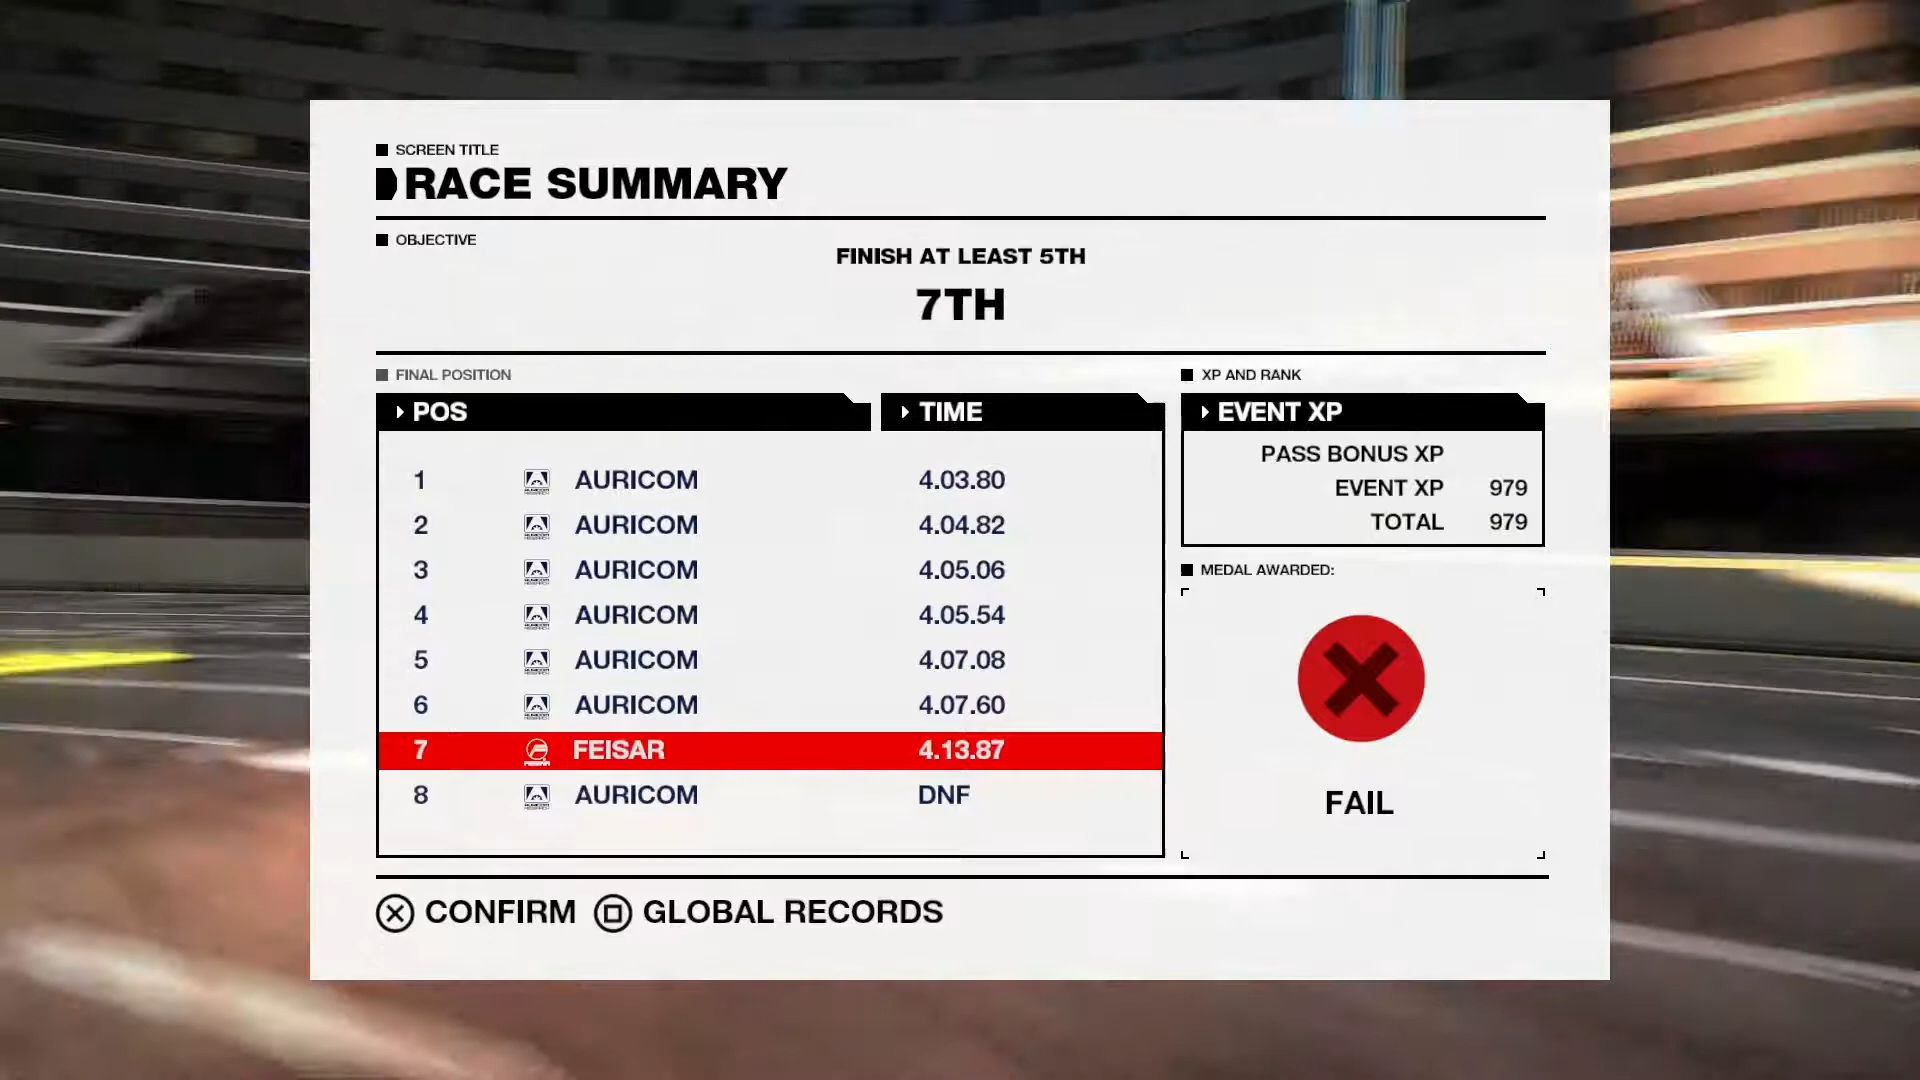 SCREEN TITLE
RACE SUMMARY
OBJECTIVE
FINISH AT LEAST 5TH
7TH
FINAL POSITION
POS TIME
1 AURICOM 4.03.80
2 AURICOM 4.04.82
3 AURICOM 4.05.06
4 AURICOM 4.05.54
5 AURICOM 4.07.08
6 AURICOM 4.07.60
7 FEISAR 4.13.87
8 AURICOM DNF
XP AND RANK
EVENT XP
PASS BONUS XP
EVENT XP 979
TOTAL 979
MEDAL AWARDED:
FAIL
CONFIRM GLOBAL RECORDS